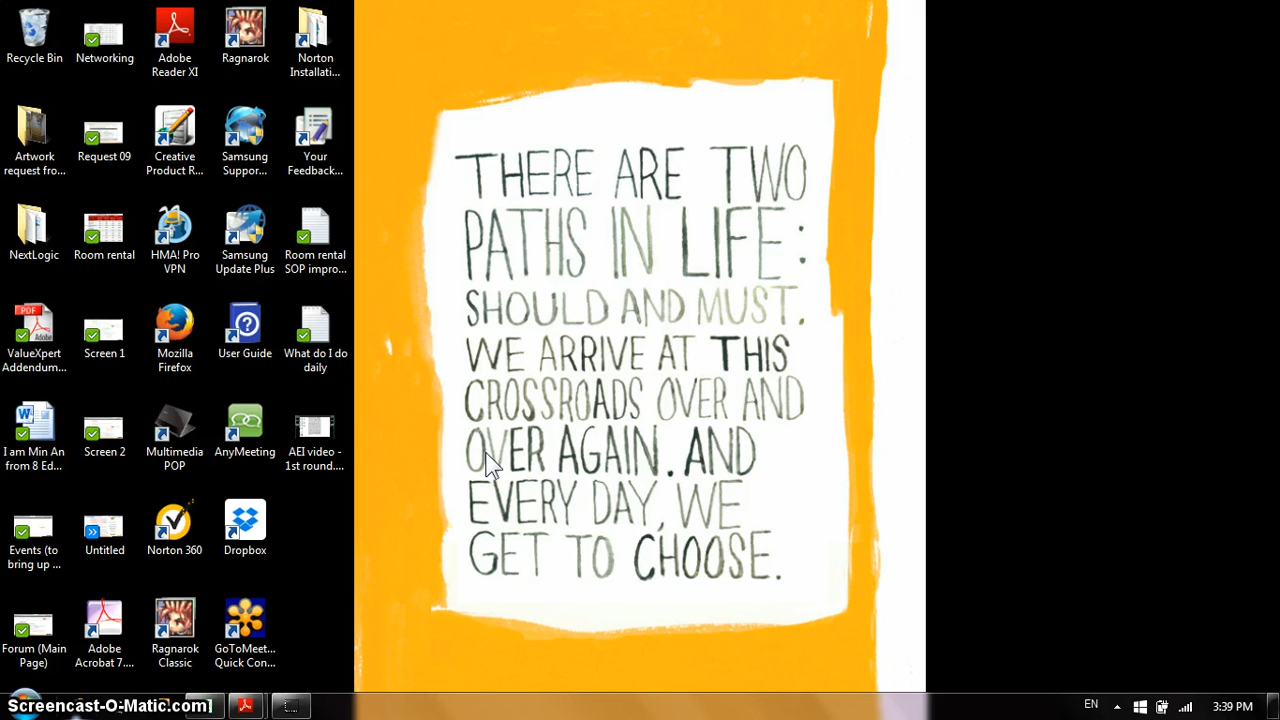 Recycle Bin
Networking
Adobe
Reader XI
Ragnarok
Norton
Installati...
Artwork
request fro...
Request 09
Creative
Product R...
Samsung
Suppor...
Your
Feedback...
NextLogic
Room rental
HMA! Pro
VPN
Samsung
Update Plus
Room rental
SOP impro...
PDF
ValueXpert
Addendum...
Screen 1
Mozilla
Firefox
User Guide
What do I do
daily
I am Min An
from 8 Ed...
Screen 2
Multimedia
POP
AnyMeeting
AEI video -
1st round...
Events (to
bring up ...
Untitled
Norton 360
Dropbox
Forum (Main
Page)
Adobe
Acrobat 7....
Ragnarok
Classic
GoToMeet...
Quick Con...
THERE ARE TWO
PATHS IN LIFE:
SHOULD AND MUST.
WE ARRIVE AT THIS
CROSSROADS OVER AND
OVER AGAIN. AND
EVERY DAY, WE
GET TO CHOOSE.
Screencast-O-Matic.com
EN
3:39 PM